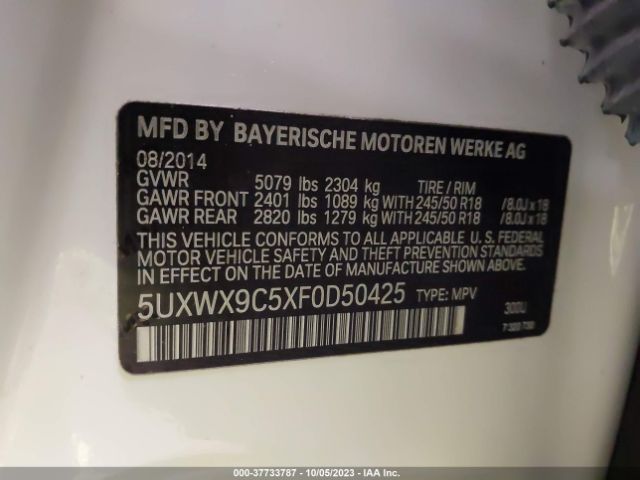 MFD BY BAYERISCHE MOTOREN WERKE AG
08/2014
GVWR 5079 lbs 2304 kg TIRE / RIM
GAWR FRONT 2401 lbs 1089 kg WITH 245/50 R18 /8.0J x 18
GAWR REAR 2820 lbs 1279 kg WITH 245/50 R18 /8.0J x 18
THIS VEHICLE CONFORMS TO ALL APPLICABLE U. S. FEDERAL
MOTOR VEHICLE SAFETY AND THEFT PREVENTION STANDARDS
IN EFFECT ON THE DATE OF MANUFACTURE SHOWN ABOVE.
5UXWX9C5XF0D50425 TYPE: MPV
300U
000-37733787 - 10/05/2023 - IAA Inc.